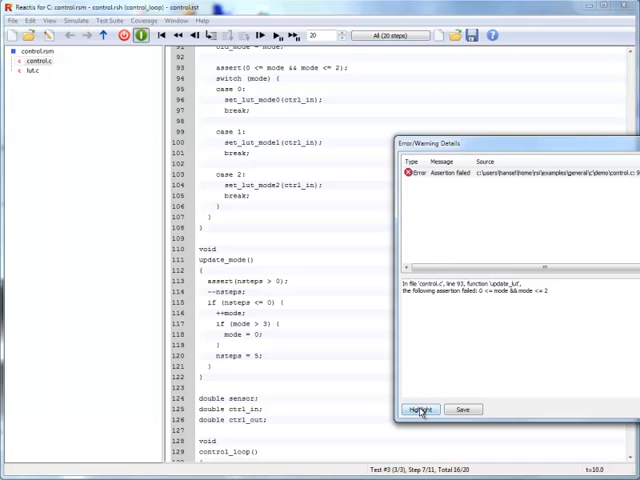 Reactis for C: control.rsm - control.rsh (control_loop) - control.rst
File Edit View Simulate Test Suite Coverage Window Help
20
All (20 steps)
control.rsm
control.c
lut.c
91 old_mode = mode;
92
93 assert(0 <= mode && mode <= 2);
94 switch (mode) {
95 case 0:
96 set_lut_mode0(ctrl_in);
97 break;
98
99 case 1:
100 set_lut_mode1(ctrl_in);
101 break;
102
103 case 2:
104 set_lut_mode2(ctrl_in);
105 break;
106 }
107 }
108 }
109
110 void
111 update_mode()
112 {
113 assert(nsteps > 0);
114 --nsteps;
115 if (nsteps <= 0) {
116 ++mode;
117 if (mode > 3) {
118 mode = 0;
119 }
120 nsteps = 5;
121 }
122 }
123
124 double sensor;
125 double ctrl_in;
126 double ctrl_out;
127
128 void
129 control_loop()
Error/Warning Details
Type Message Source
Error Assertion failed c:\users\hansel\home\rsi\examples\general\c\demo\control.c: 9
In file 'control.c', line 93, function 'update_lut',
the following assertion failed: 0 <= mode && mode <= 2
Highlight Save
Test #3 (3/3), Step 7/11, Total 16/20 t=10.0